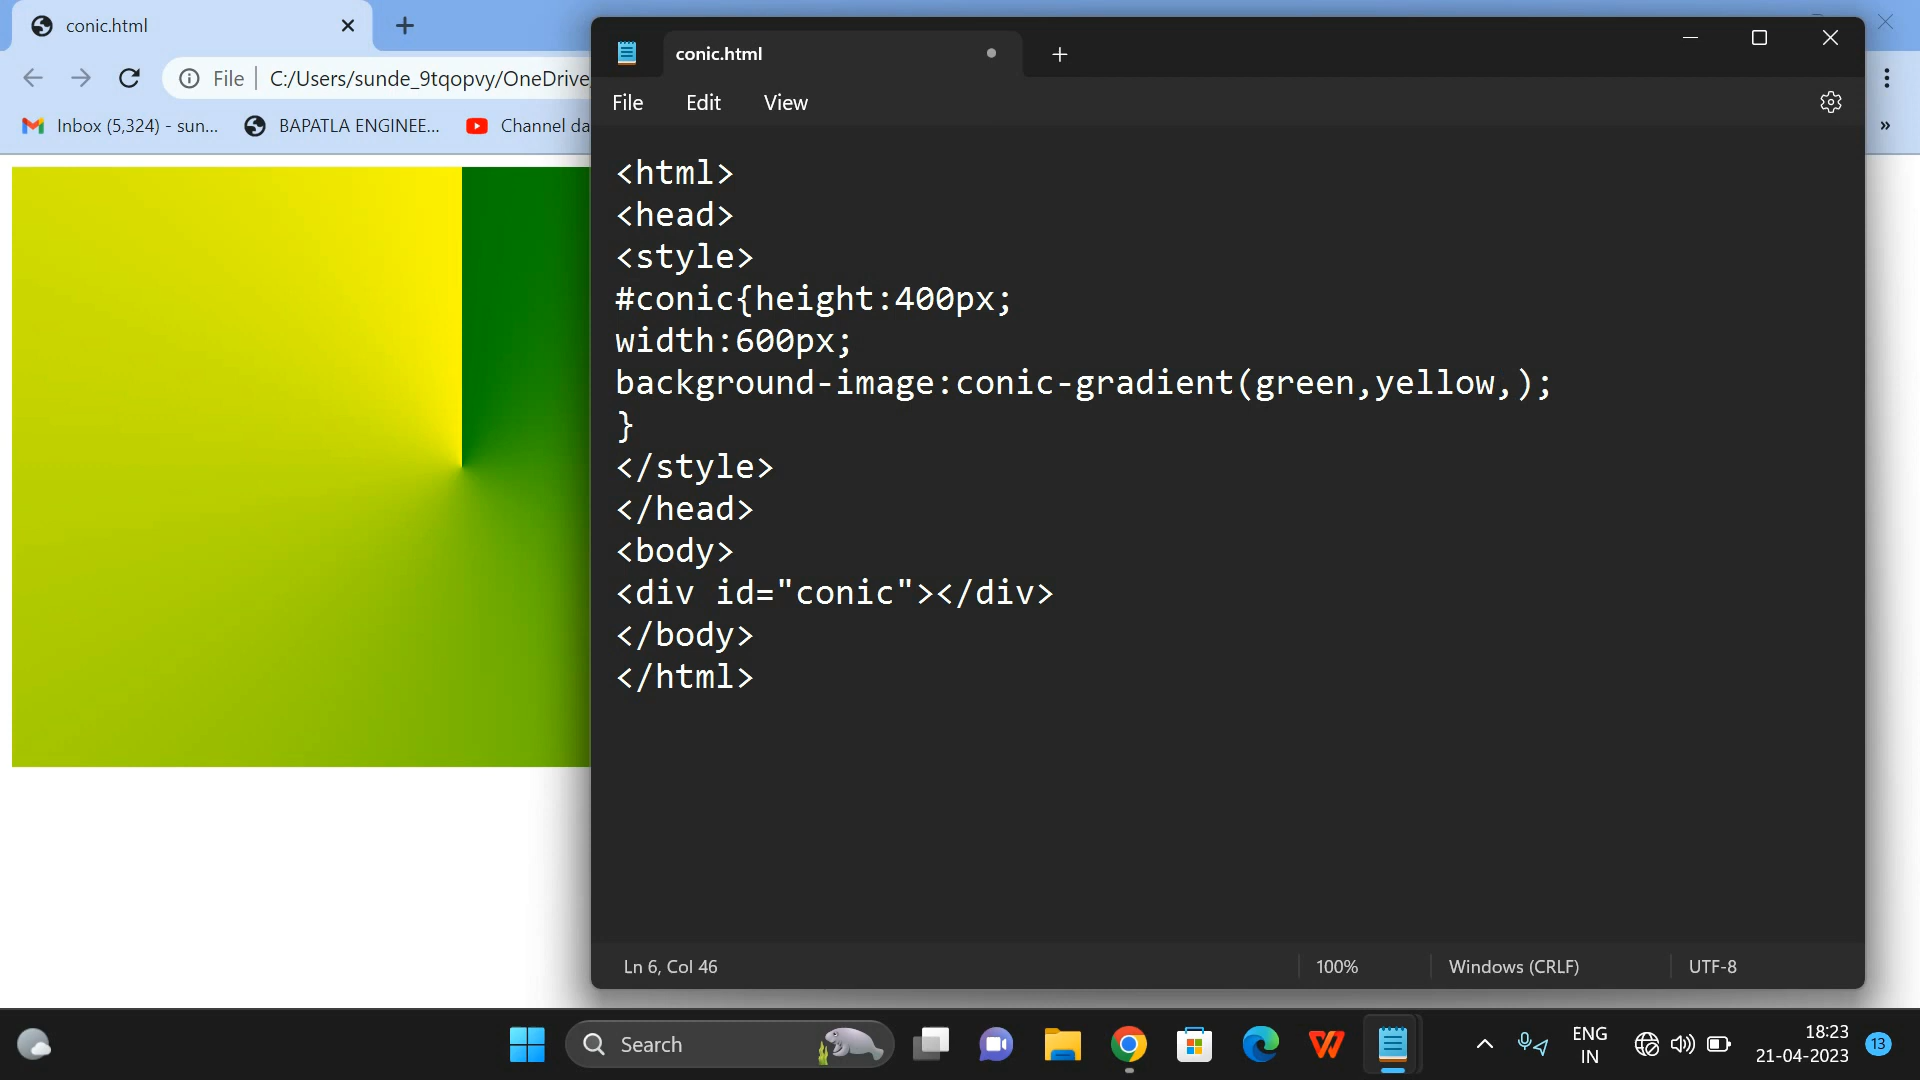 conic.html
File C:/Users/sunde_9tqopvy/OneDrive
Inbox (5,324) - sun... BAPATLA ENGINEE... Channel da
conic.html
File Edit View
<html>
<head>
<style>
#conic{height:400px;
width:600px;
background-image:conic-gradient(green,yellow,);
}
</style>
</head>
<body>
<div id="conic"></div>
</body>
</html>
Ln 6, Col 46 100% Windows (CRLF) UTF-8
Search
ENG
IN
18:23
21-04-2023
13